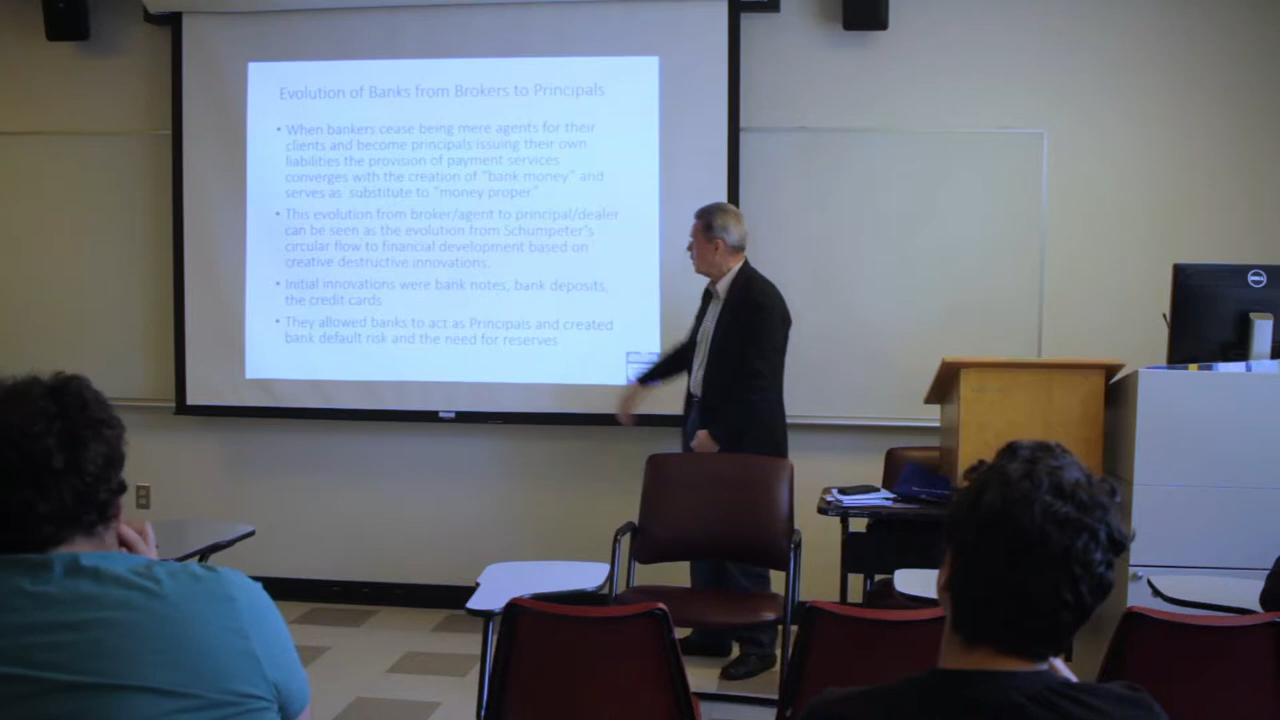 Evolution of Banks from Brokers to Principals
• When bankers cease being mere agents for their
clients and become principals issuing their own
liabilities the provision of payment services
converges with the creation of "bank money" and
serves as substitute to "money proper"
• This evolution from broker/agent to principal/dealer
can be seen as the evolution from Schumpeter's
circular flow to financial development based on
creative destructive innovations.
• Initial innovations were bank notes, bank deposits,
the credit cards
• They allowed banks to act as Principals and created
bank default risk and the need for reserves
DELL